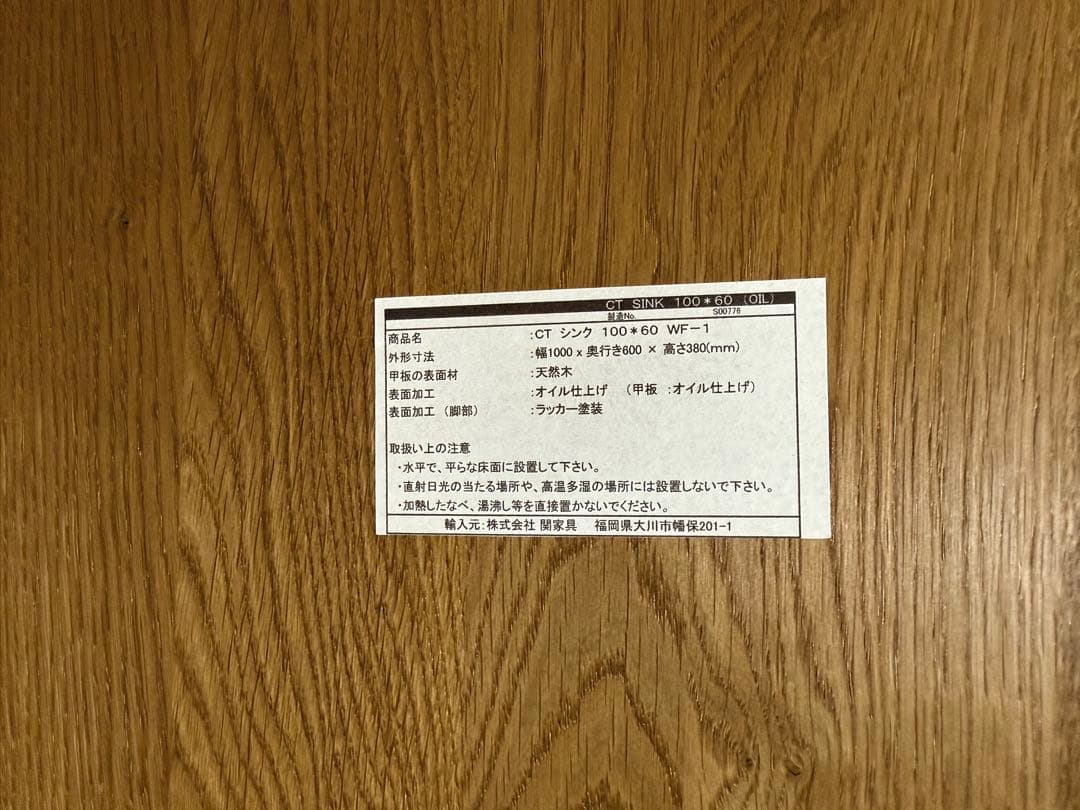 CT SINK 100*60 (OIL)
製造No. S00776
商品名 :CT シンク 100*60 WF-1
外形寸法 :幅1000 x 奥行き600 × 高さ380(mm)
甲板の表面材 :天然木
表面加工 :オイル仕上げ (甲板 :オイル仕上げ)
表面加工 (脚部) :ラッカー塗装
取扱い上の注意
・水平で、平らな床面に設置して下さい。
・直射日光の当たる場所や、高温多湿の場所には設置しないで下さい。
・加熱したなべ、湯沸し等を直接置かないでください。
輸入元:株式会社 関家具 福岡県大川市幡保201-1